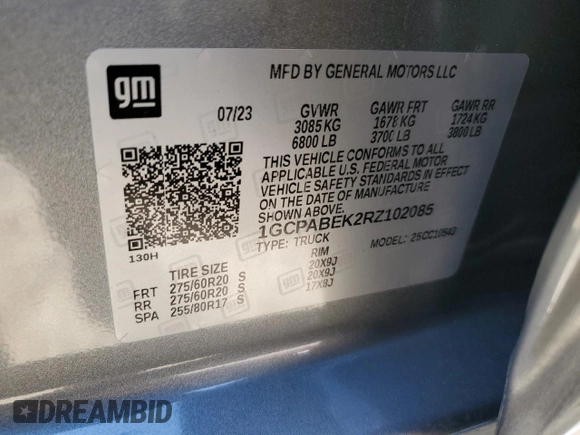 gm
MFD BY GENERAL MOTORS LLC
07/23 GVWR GAWR FRT GAWR RR
3085 KG 1678 KG 1724 KG
6800 LB 3700 LB 3800 LB
THIS VEHICLE CONFORMS TO ALL
APPLICABLE U.S. FEDERAL MOTOR
VEHICLE SAFETY STANDARDS IN EFFECT
ON THE DATE OF MANUFACTURE
SHOWN ABOVE.
1GCPABEK2RZ102085
TYPE: TRUCK MODEL:
130H
TIRE SIZE RIM
FRT 275/60R20 S 20X9J
RR 275/60R20 S 20X9J
SPA 255/80R17 S 17X8J
DREAMBID